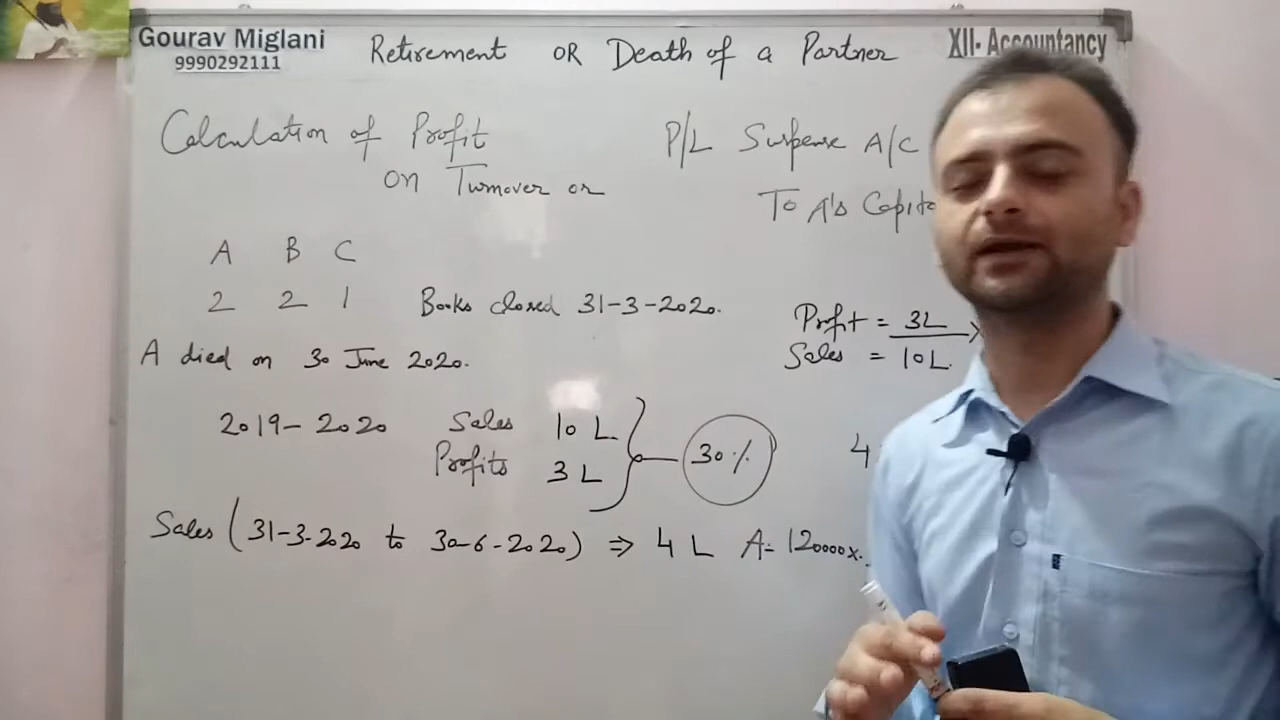 Gourav Miglani
9990292111
Retirement OR Death of a Partner
XII- Accountancy
Calculation of Profit
on Turnover or
P/L Suspense A/C
To A's Capita
A B C
2 2 1
Books closed 31-3-2020.
Profit = 3L
Sales = 10 L.
A died on 30 June 2020.
2019-2020 Sales 10 L
Profits 3 L
30%
4
Sales (31-3-2020 to 30-6-2020) ⇒ 4 L A= 120000x